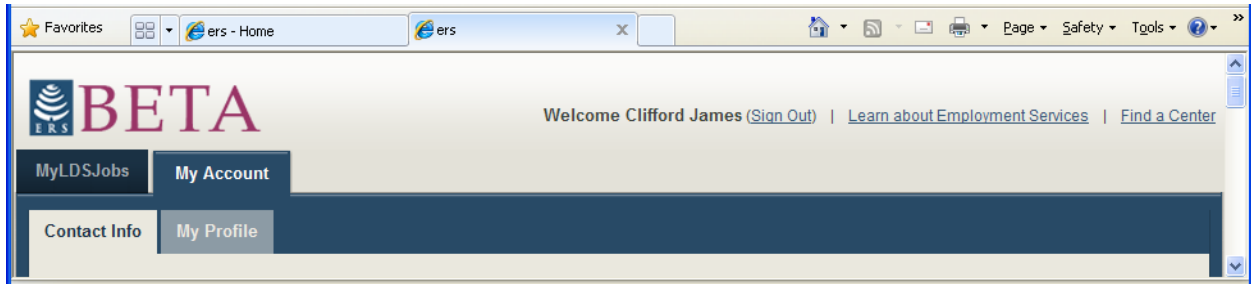 Favorites ers - Home ers Page Safety Tools »
ERS BETA
Welcome Clifford James (Sign Out) | Learn about Employment Services | Find a Center
MyLDSJobs My Account
Contact Info My Profile